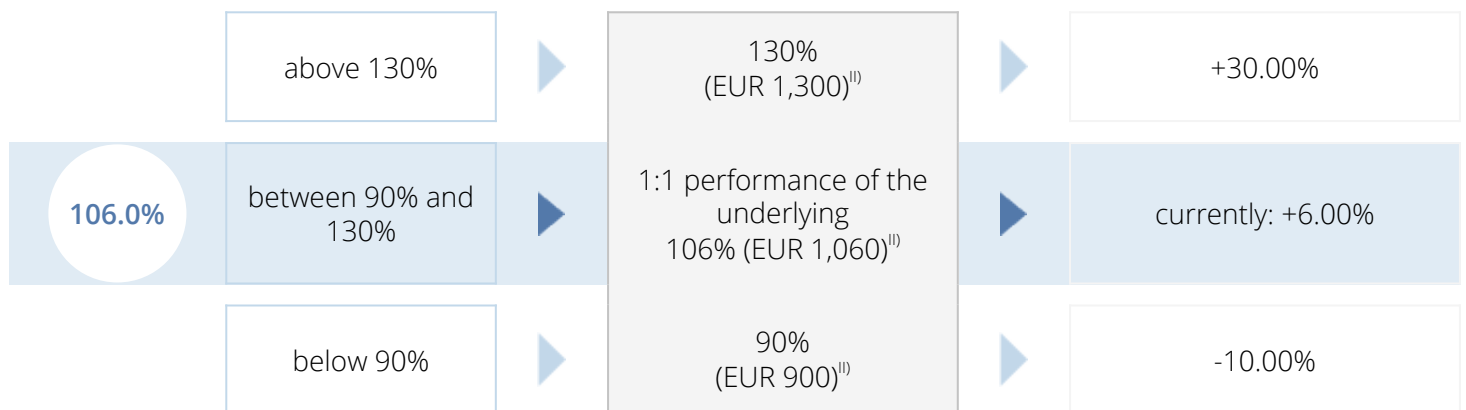 above 130%
130%
(EUR 1,300)II)
+30.00%
106.0%
between 90% and
130%
1:1 performance of the
underlying
106% (EUR 1,060)II)
currently: +6.00%
below 90%
90%
(EUR 900)II)
-10.00%